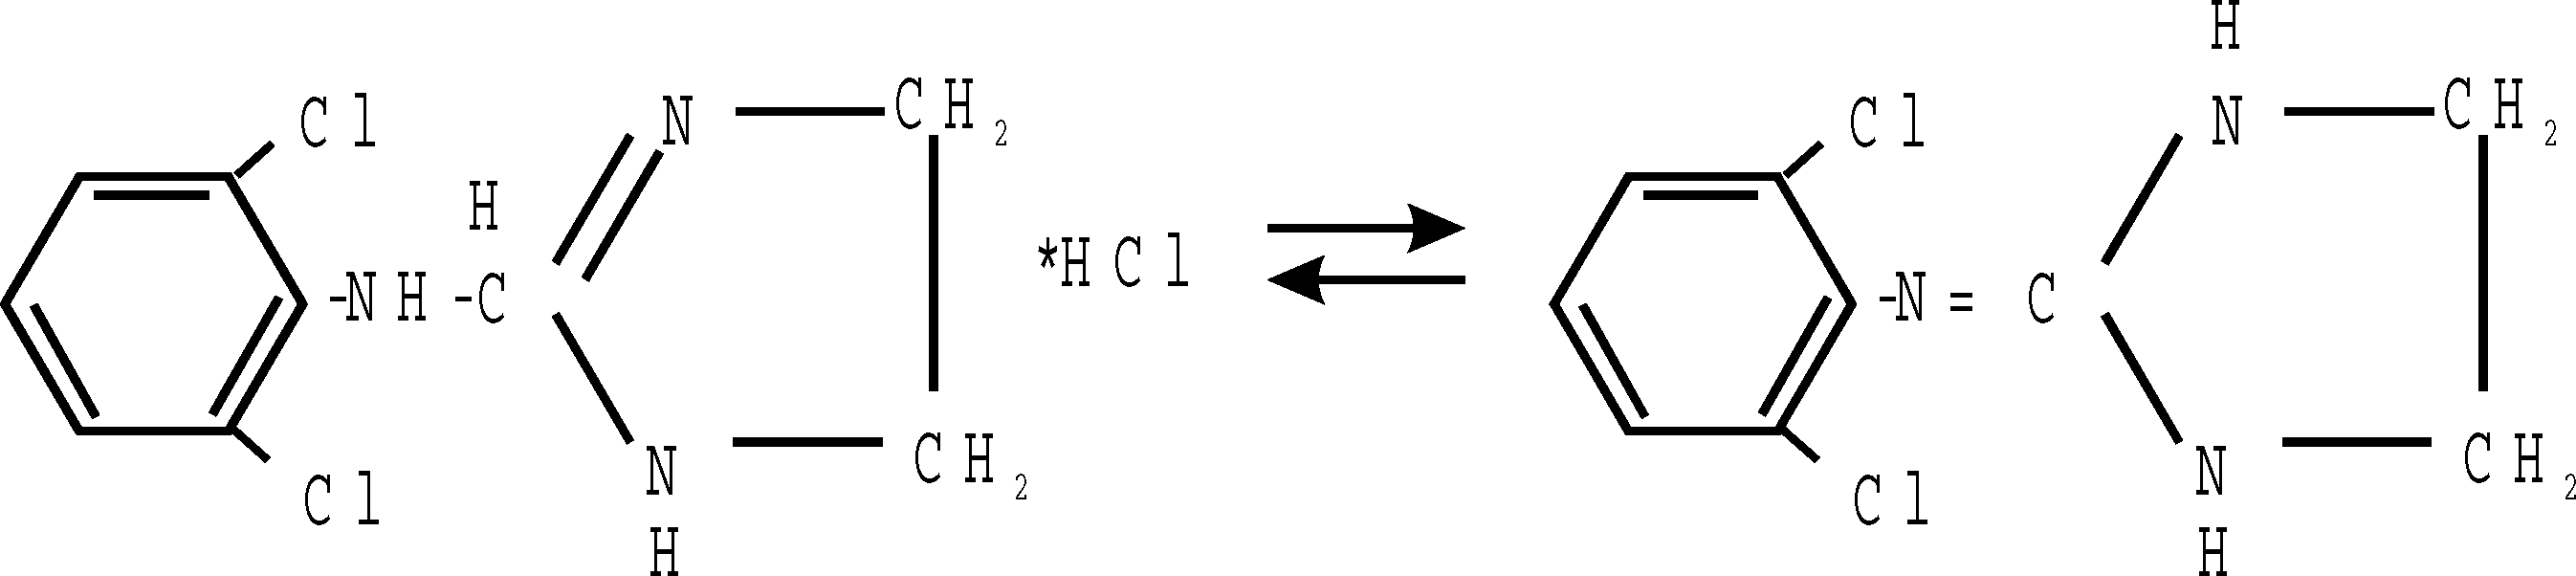 H
Cl N CH2 Cl N CH2
H
-NH-C *HCl -N= C
Cl N CH2 Cl N CH2
H H